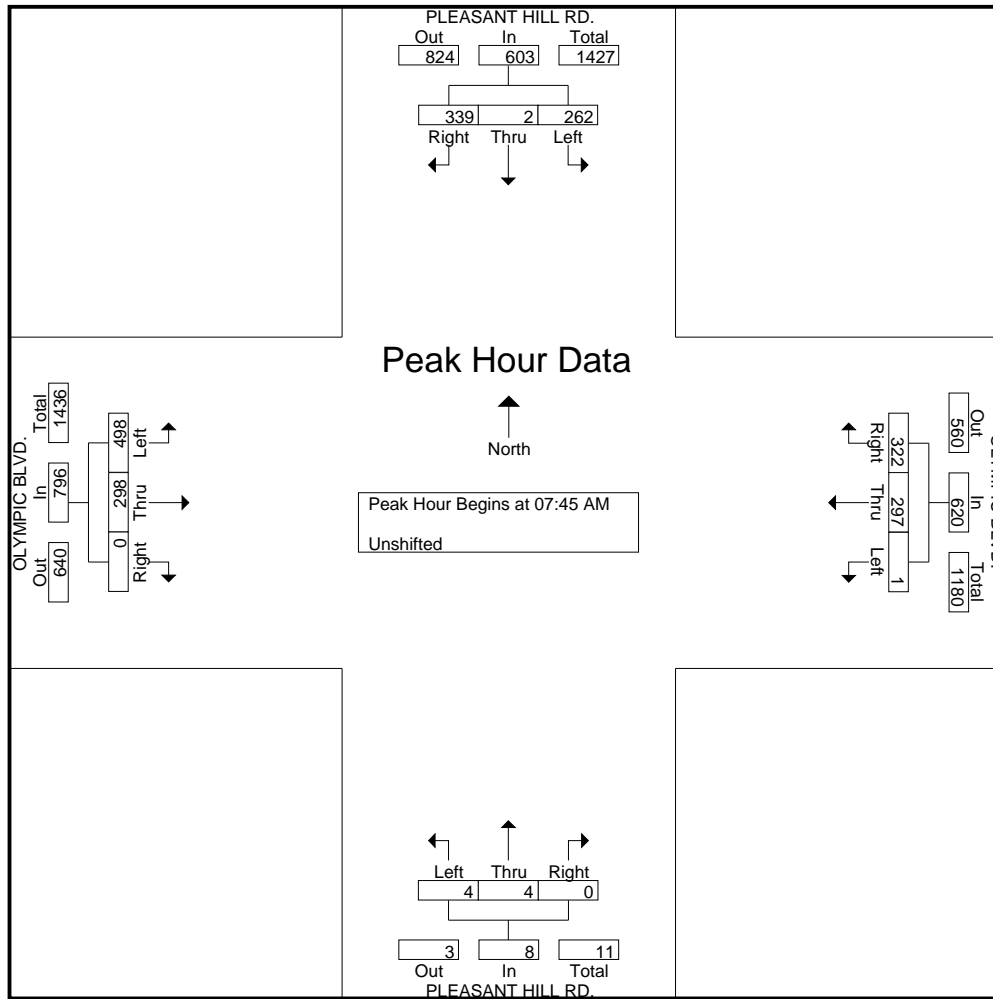 PLEASANT HILL RD.
Out In Total
824 603 1427
339 2 262
Right Thru Left
Peak Hour Data
North
Peak Hour Begins at 07:45 AM
Unshifted
OLYMPIC BLVD.
Total In Out
1436 796 640
498 298 0
Left Thru Right
Out In Total
560 620 1180
322 297 1
Right Thru Left
Left Thru Right
4 4 0
3 8 11
Out In Total
PLEASANT HILL RD.